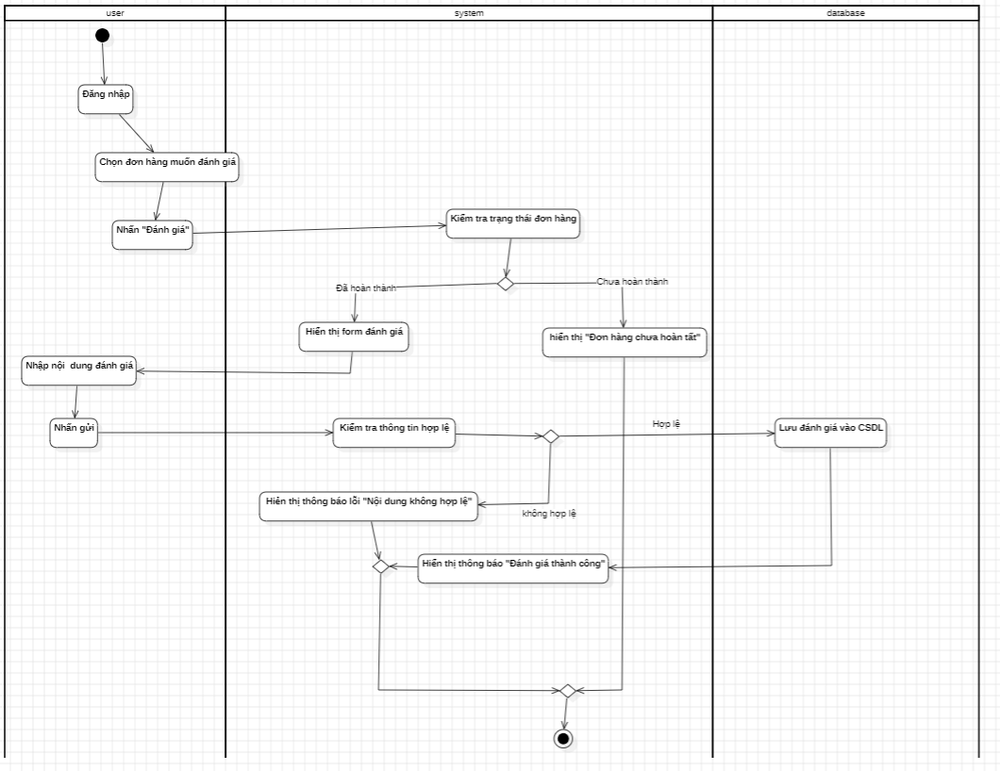 user
system
database
Đăng nhập
Chọn đơn hàng muốn đánh giá
Nhấn "Đánh giá"
Kiểm tra trạng thái đơn hàng
Đã hoàn thành
Chưa hoàn thành
Hiển thị form đánh giá
hiển thị "Đơn hàng chưa hoàn tất"
Nhập nội  dung đánh giá
Nhấn gửi
Kiểm tra thông tin hợp lệ
Hợp lệ
Lưu đánh giá vào CSDL
Hiển thị thông báo lỗi "Nội dung không hợp lệ"
không hợp lệ
Hiển thị thông báo "Đánh giá thành công"